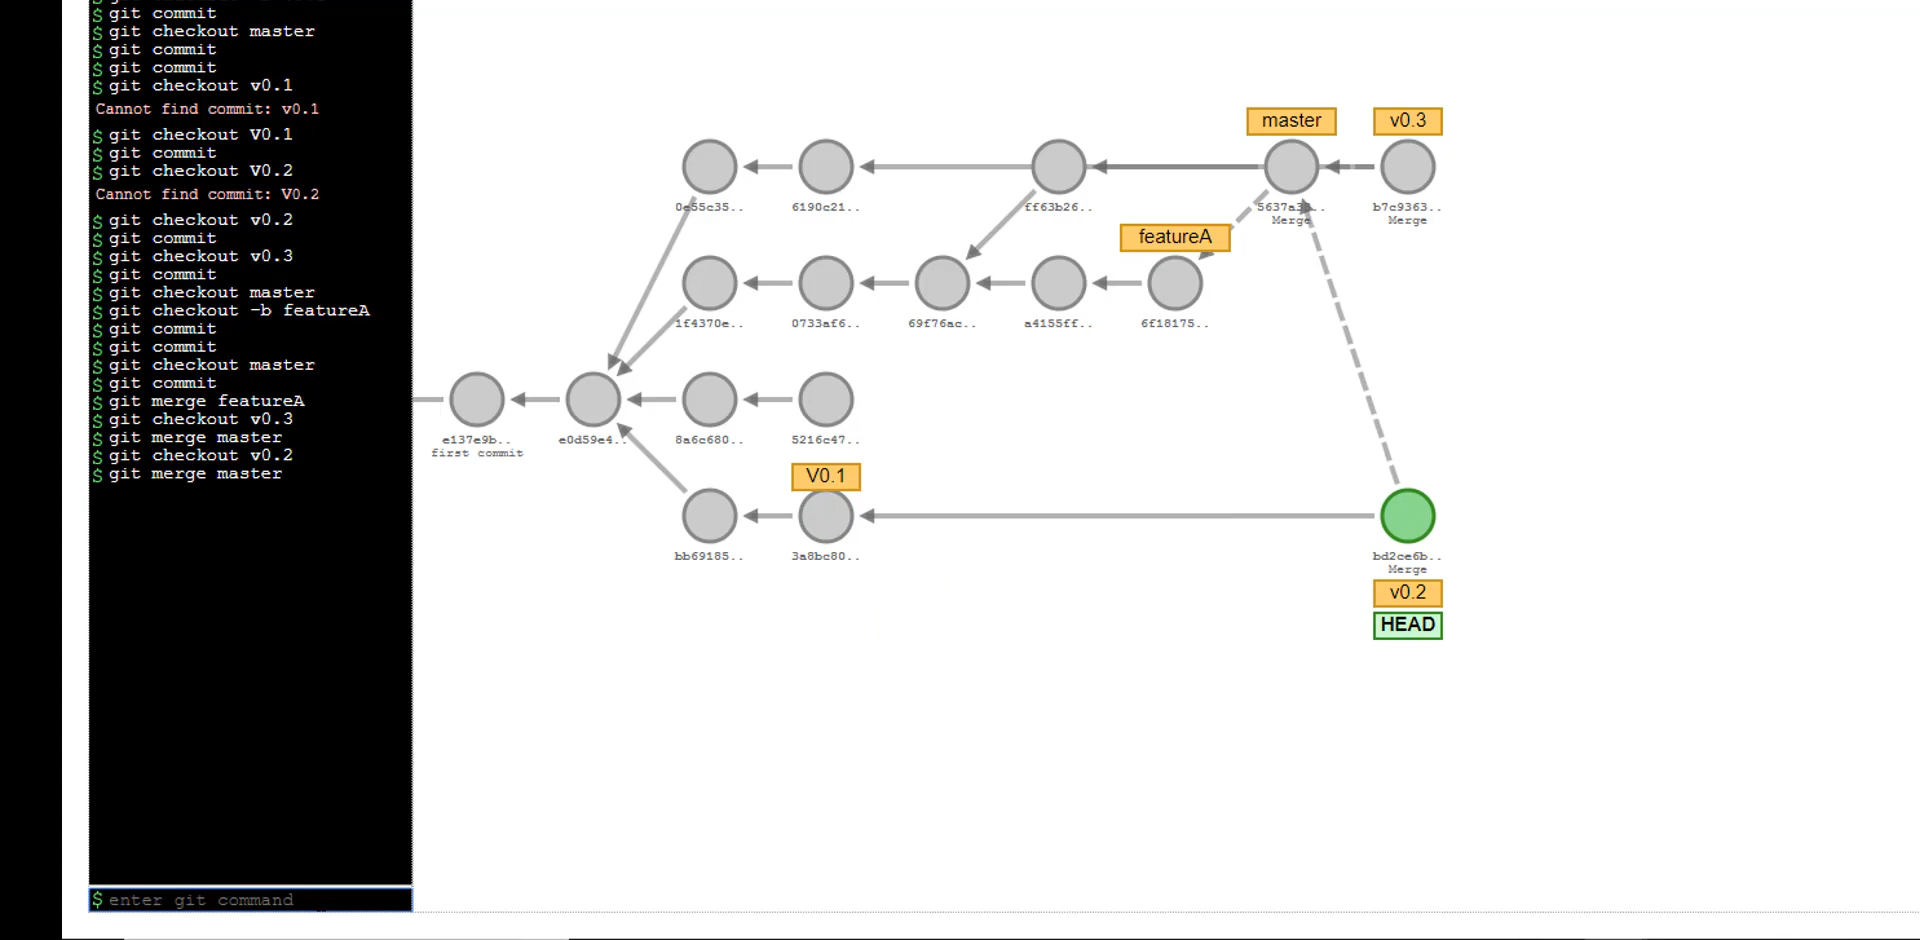 $ git commit
$ git checkout master
$ git commit
$ git commit
$ git checkout v0.1
Cannot find commit: v0.1
$ git checkout V0.1
$ git commit
$ git checkout V0.2
Cannot find commit: V0.2
$ git checkout v0.2
$ git commit
$ git checkout v0.3
$ git commit
$ git checkout master
$ git checkout -b featureA
$ git commit
$ git commit
$ git checkout master
$ git commit
$ git merge featureA
$ git checkout v0.3
$ git merge master
$ git checkout v0.2
$ git merge master
$ enter git command
master
v0.3
0e55c35..
6190c21..
ff63b26..
b7c9363..
Merge
Merge
featureA
1f4370e..
0733af6..
69f76ac..
a4155ff..
6f18175..
e137e9b..
first commit
e0d59e4..
8a6c680..
5216c47..
V0.1
bb69185..
3a8bc80..
bd2ce6b..
Merge
v0.2
HEAD